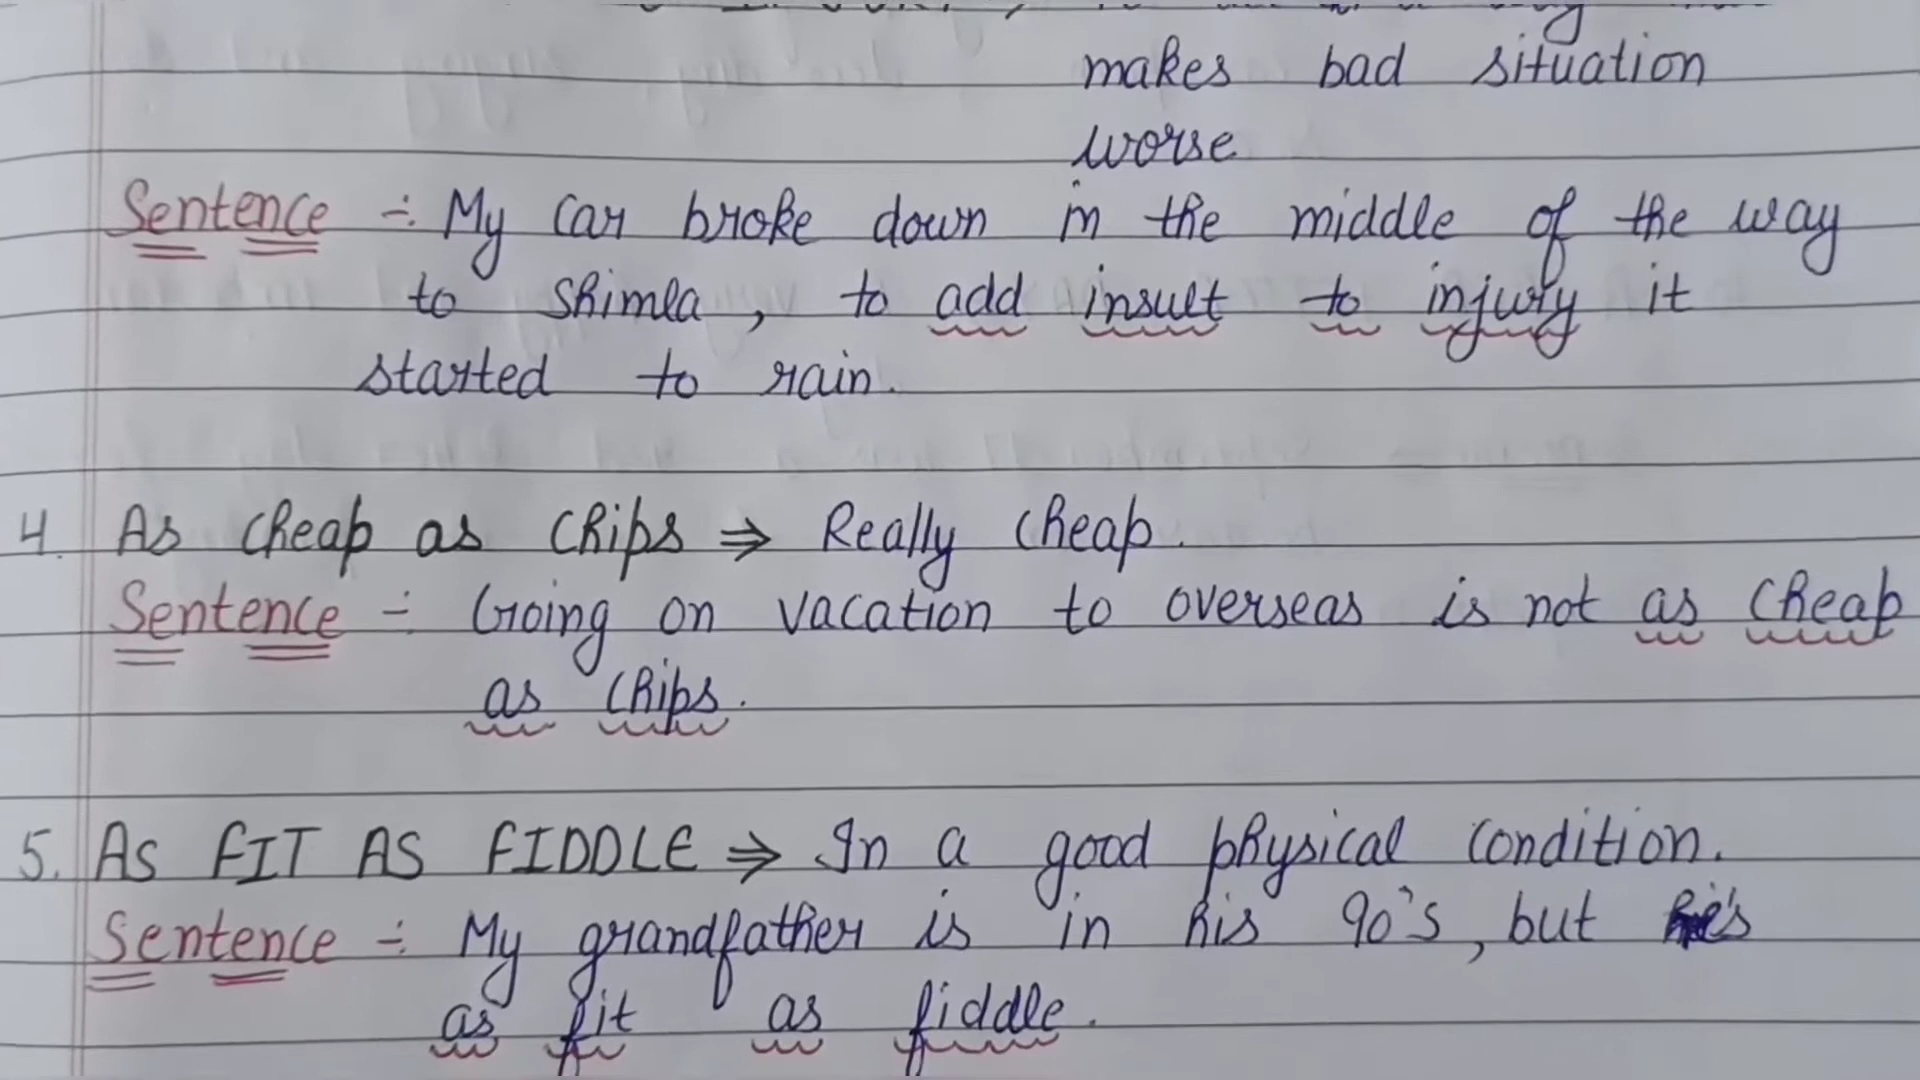 makes bad situation
worse
Sentence ÷ My car broke down in the middle of the way
to Shimla, to add insult to injury it
started to rain.
4. As cheap as chips ⇒ Really cheap.
Sentence ÷ Going on vacation to overseas is not as cheap
as chips.
5. AS FIT AS FIDDLE ⇒ In a good physical condition.
Sentence ÷ My grandfather is in his 90's, but he's
as fit as fiddle.